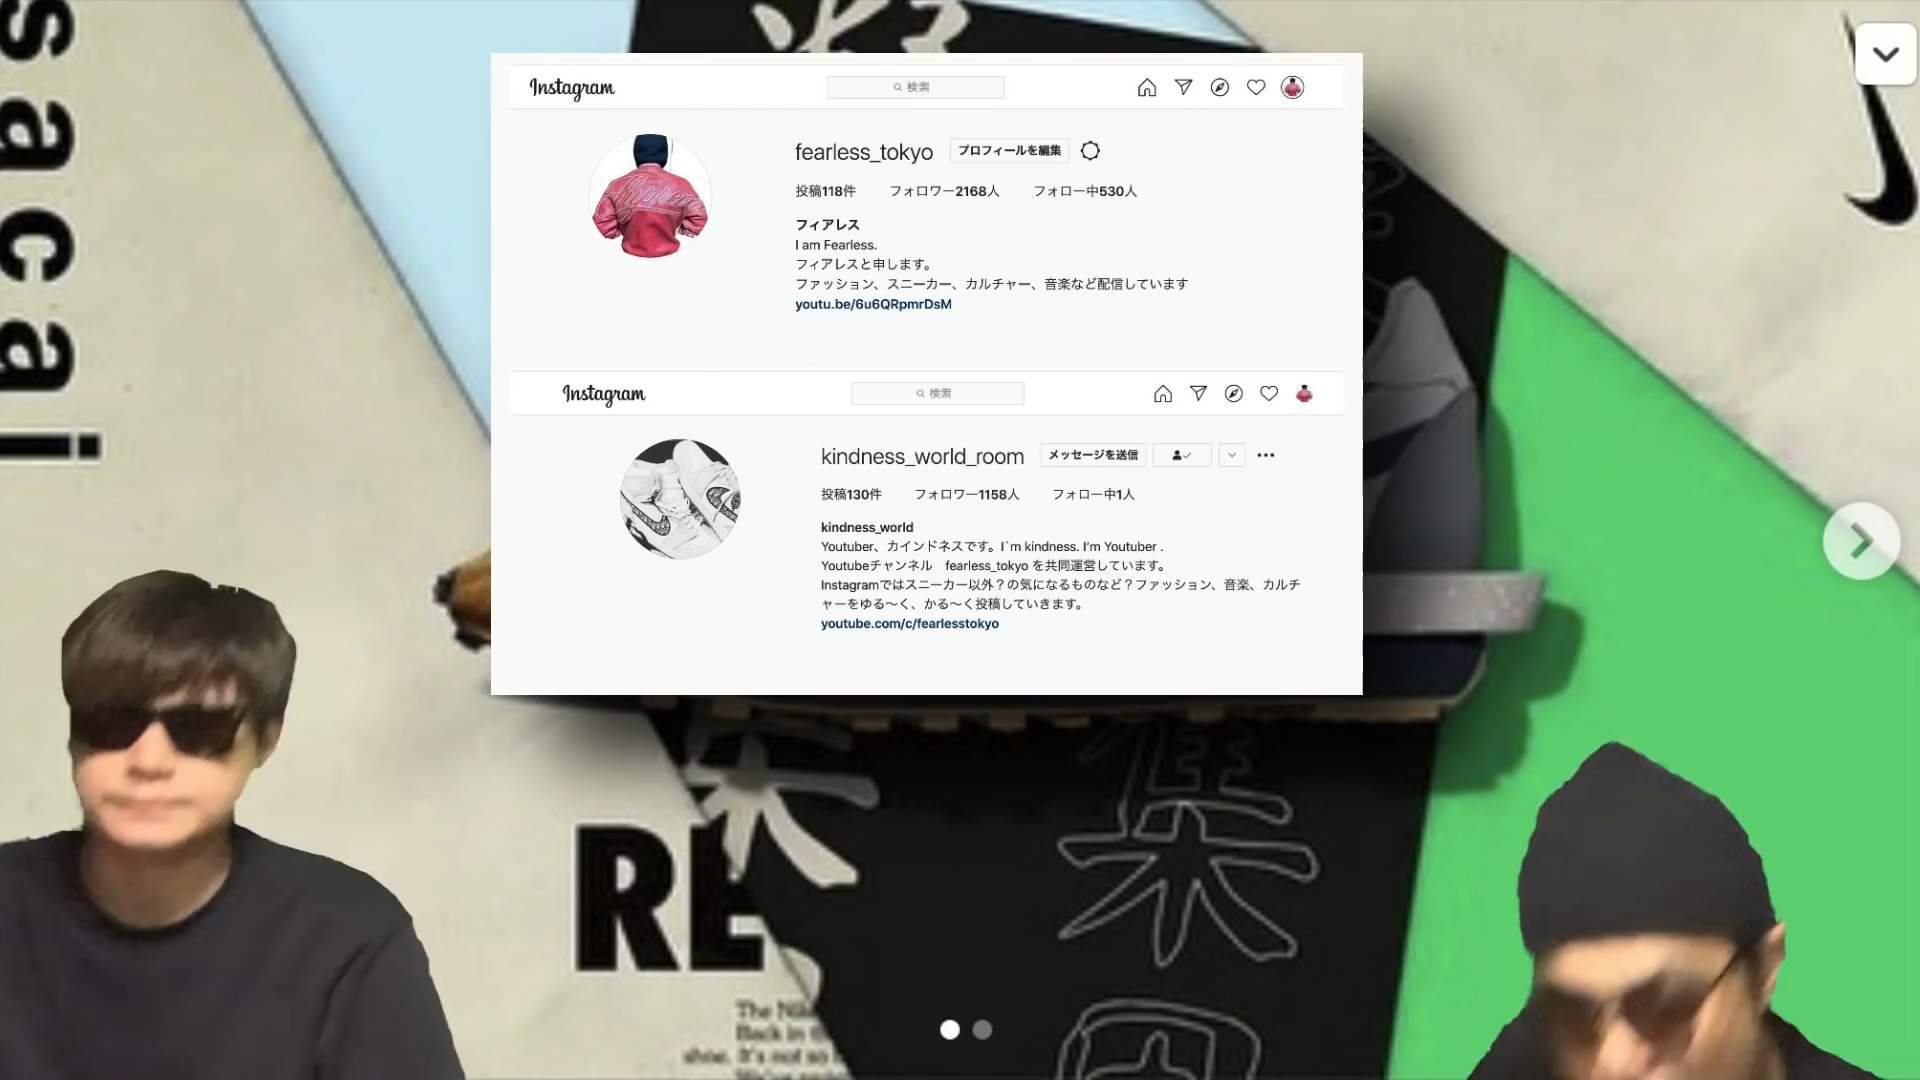 sacai
Instagram
検索
fearless_tokyo プロフィールを編集
投稿118件 フォロワー2168人 フォロー中530人
フィアレス
I am Fearless.
フィアレスと申します。
ファッション、スニーカー、カルチャー、音楽など配信しています
youtu.be/6u6QRpmrDsM
Instagram
検索
kindness_world_room メッセージを送信
投稿130件 フォロワー1158人 フォロー中1人
kindness_world
Youtuber、カインドネスです。I`m kindness. I'm Youtuber .
Youtubeチャンネル fearless_tokyo を共同運営しています。
Instagramではスニーカー以外？の気になるものなど？ファッション、音楽、カルチ
ャーをゆる〜く、かる〜く投稿していきます。
youtube.com/c/fearlesstokyo
集
RE
The
Back in
shoe. It's not so